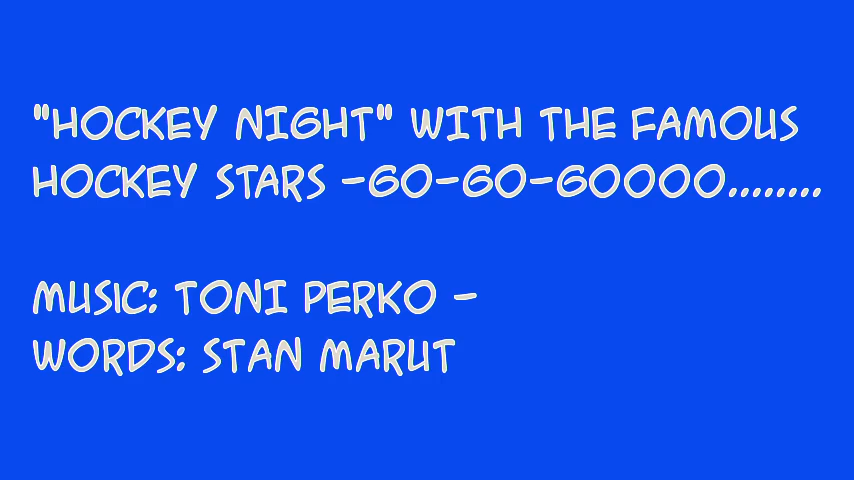 "HOCKEY NIGHT" WITH THE FAMOUS
HOCKEY STARS -GO-GO-GOOOO........
MUSIC: TONI PERKO -
WORDS: STAN MARUT